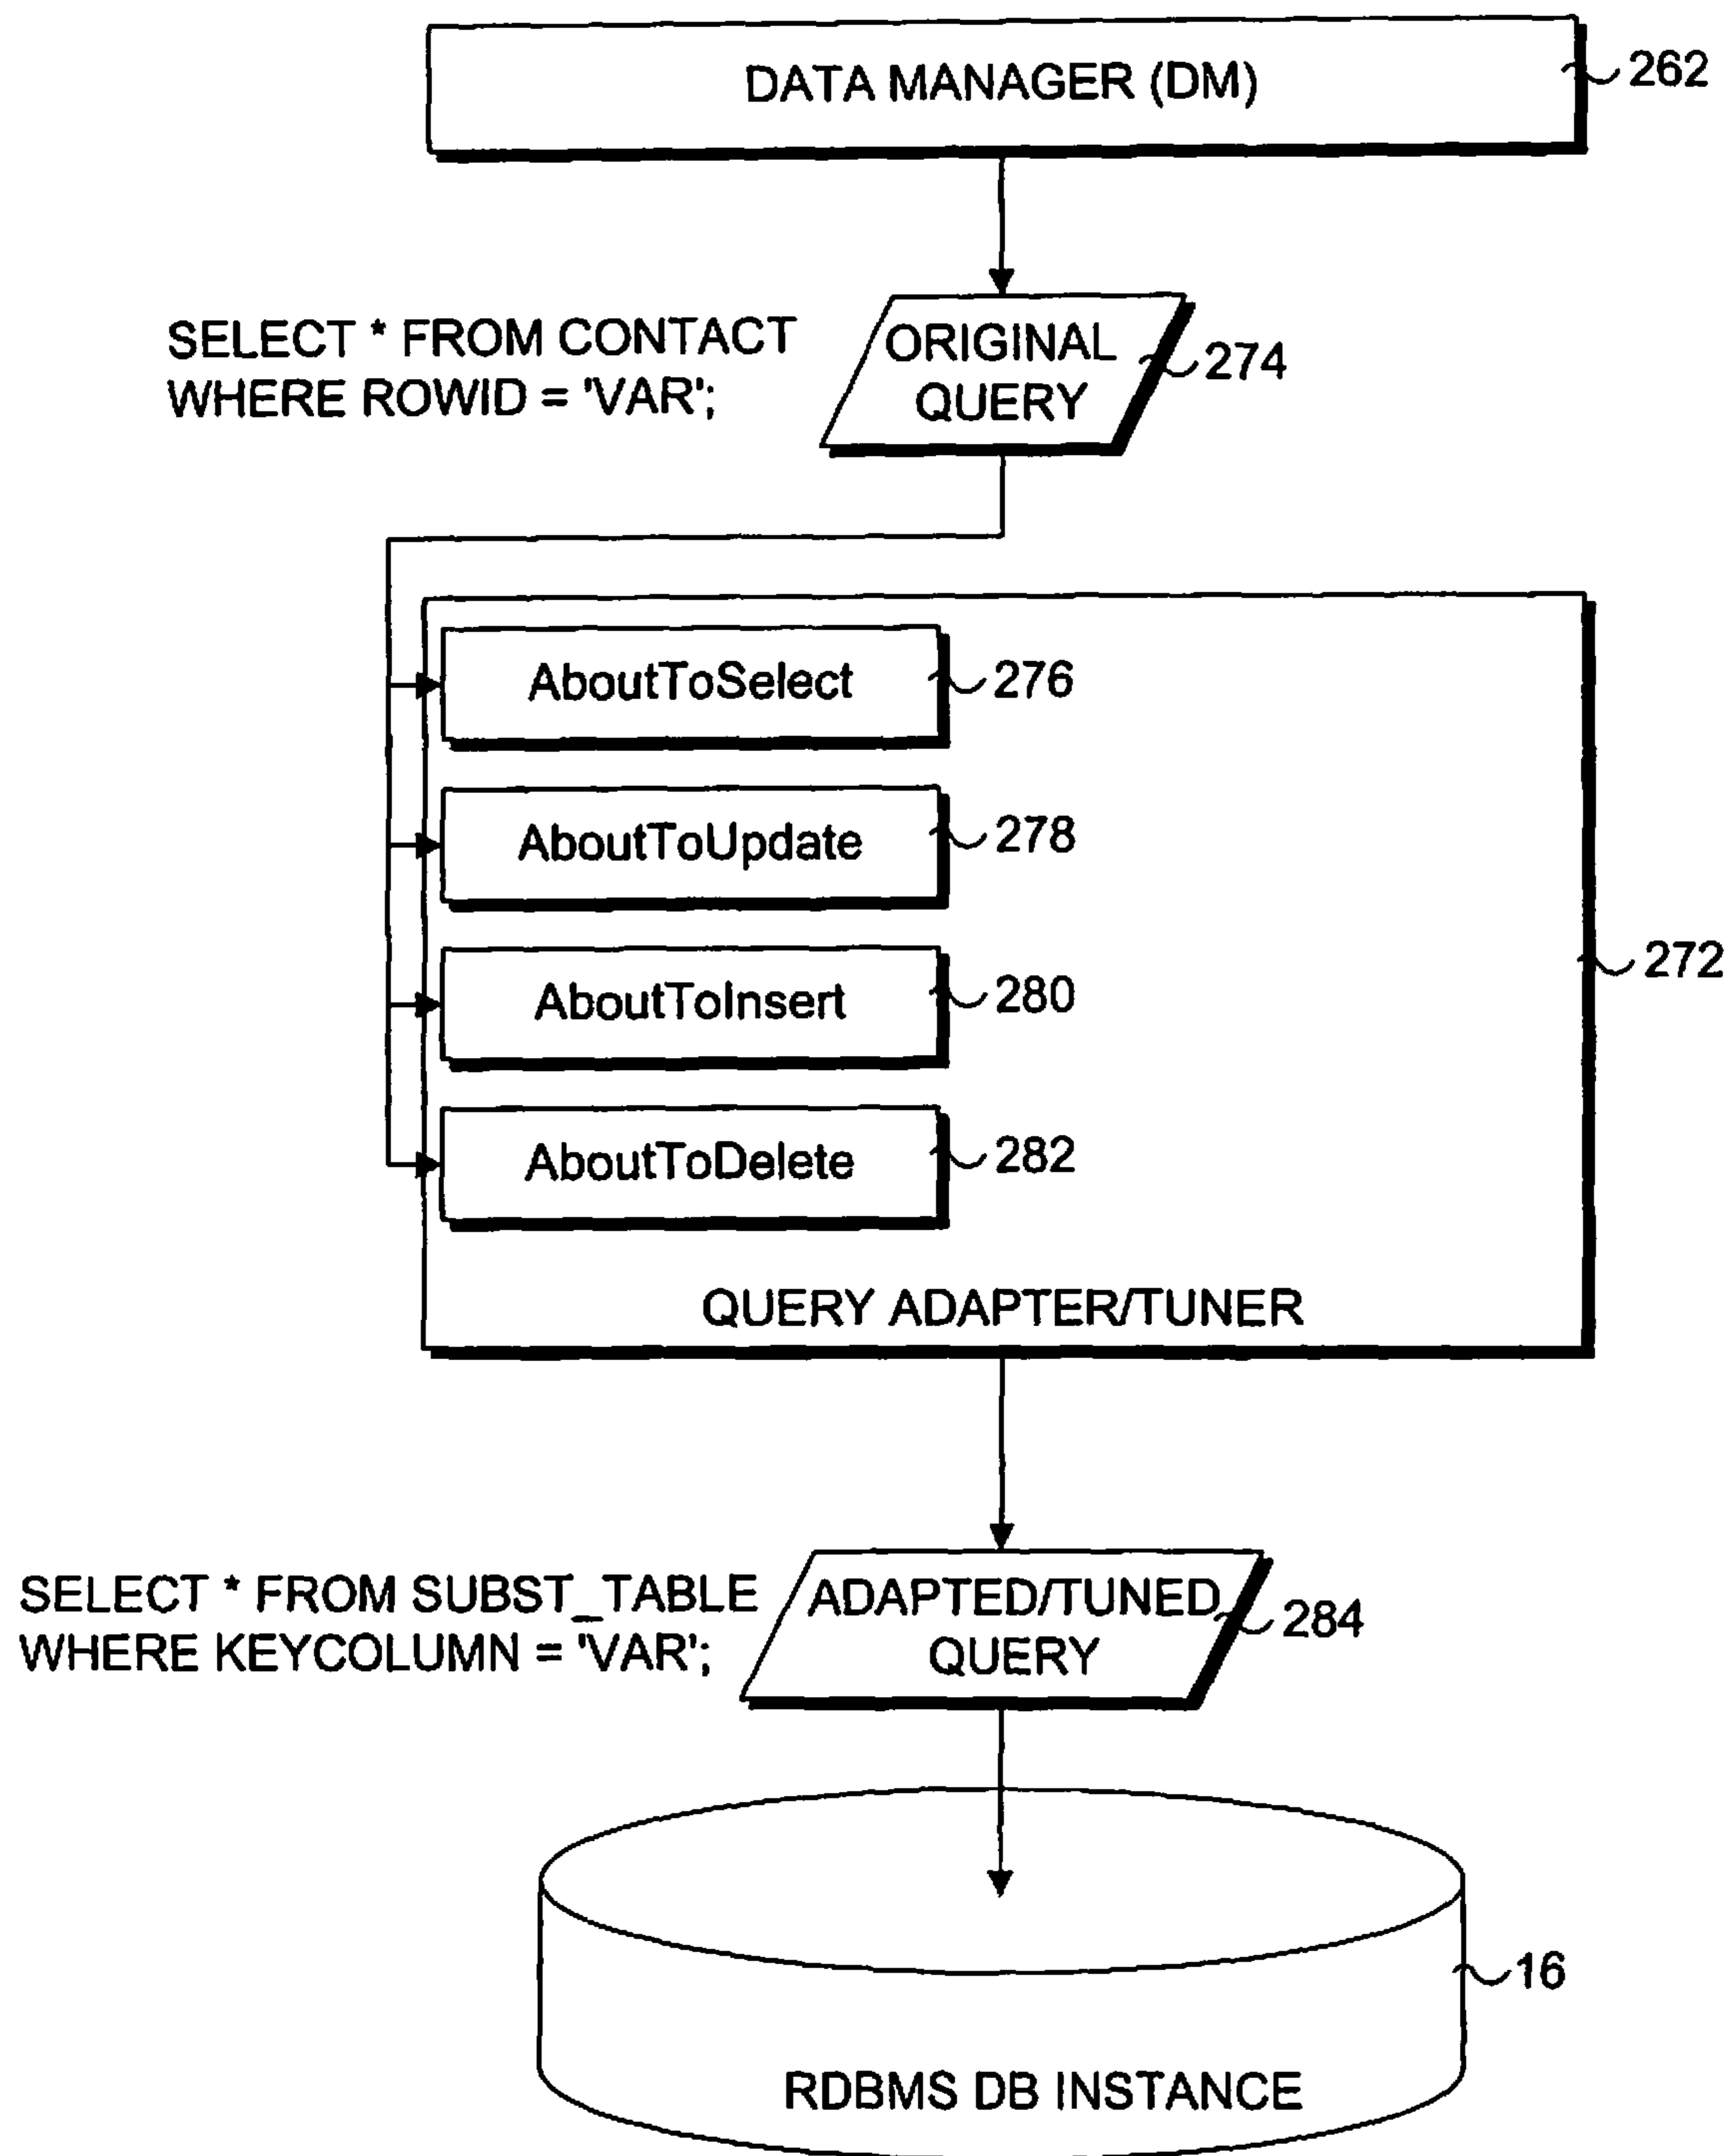 DATA MANAGER (DM)
262
SELECT * FROM CONTACT
WHERE ROWID = 'VAR';
ORIGINAL
QUERY
274
AboutToSelect
276
AboutToUpdate
278
AboutToInsert
280
AboutToDelete
282
272
QUERY ADAPTER/TUNER
SELECT * FROM SUBST_TABLE
WHERE KEYCOLUMN = 'VAR';
ADAPTED/TUNED
QUERY
284
16
RDBMS DB INSTANCE